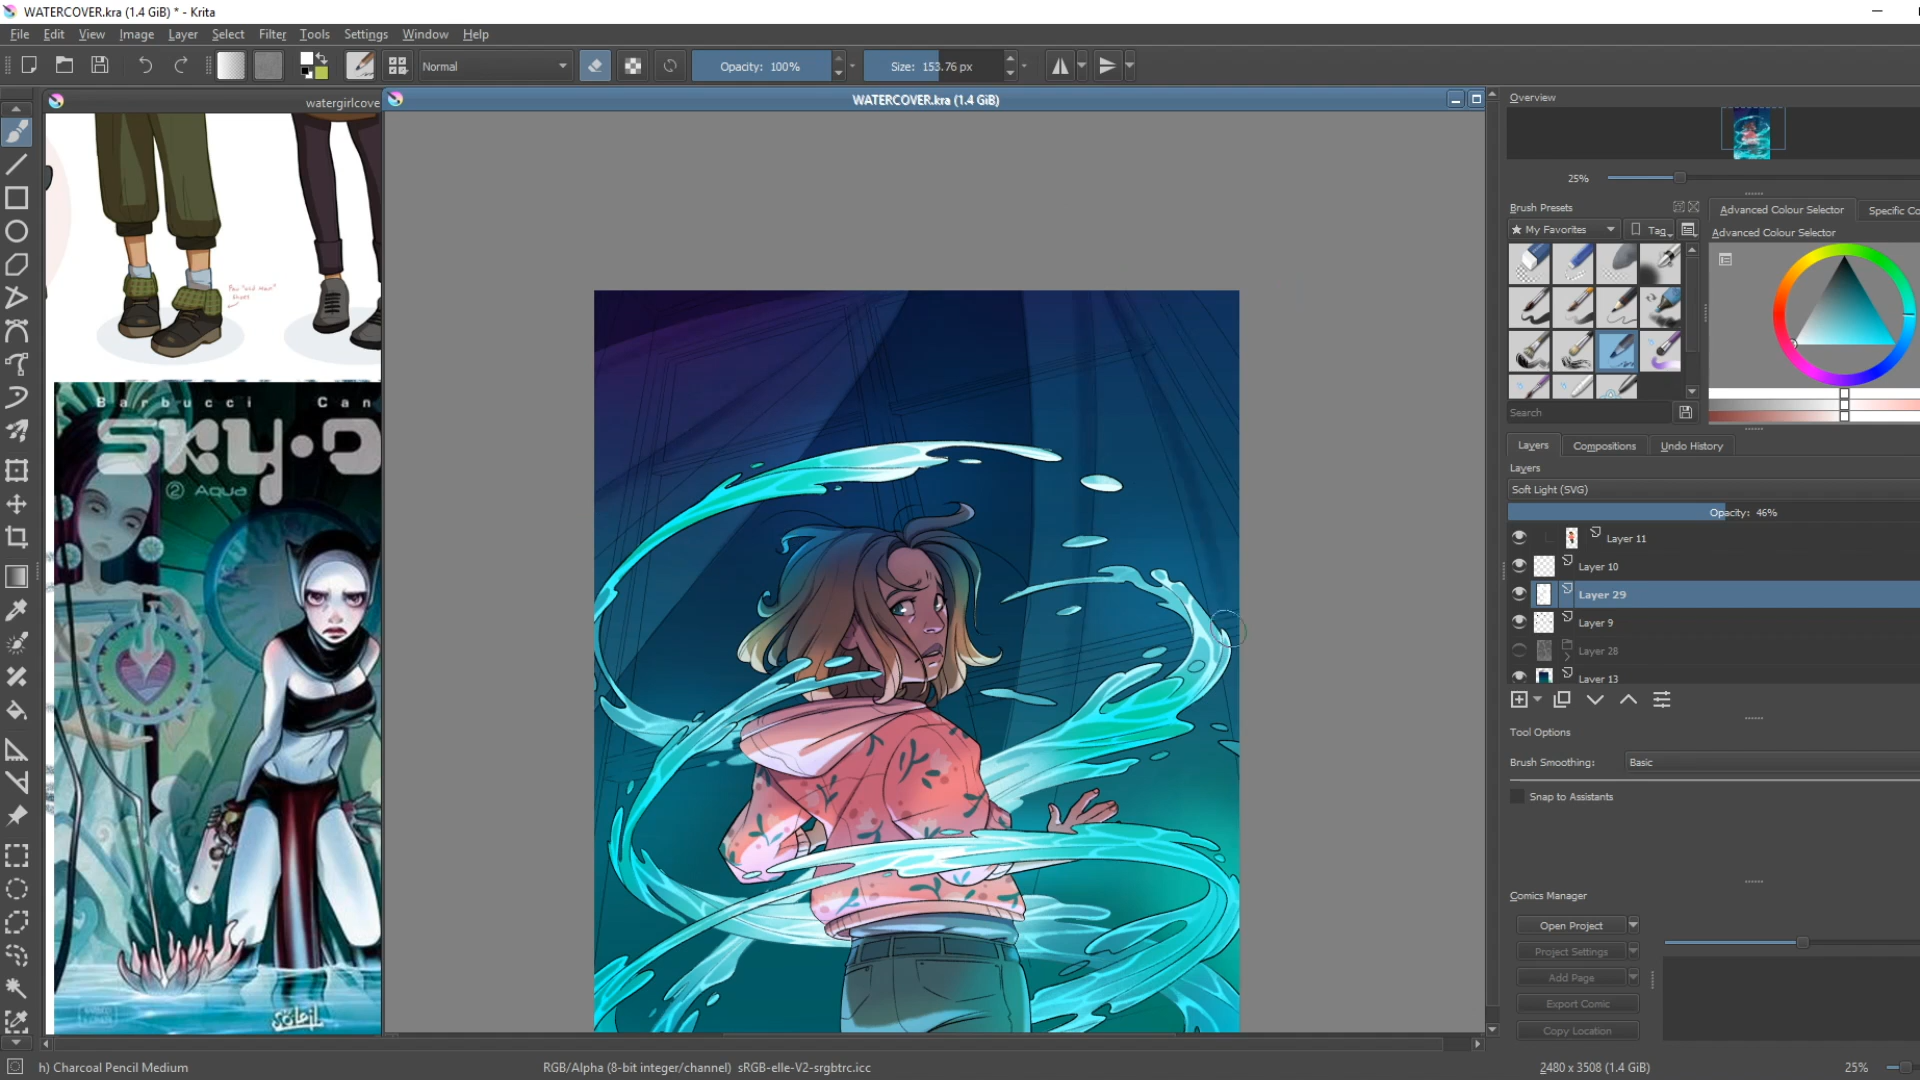 WATERCOVER.kra (1.4 GiB) * - Krita
File Edit View Image Layer Select Filter Tools Settings Window Help
Normal
Opacity: 100%
Size: 153.76 px
watergirlcove
WATERCOVER.kra (1.4 GiB)
Barbucci Can
SKY·D
② Aqua
soleil
Overview
25%
Brush Presets
★ My Favorites
Tag
Search
Advanced Colour Selector
Specific Co
Advanced Colour Selector
Layers
Compositions
Undo History
Layers
Soft Light (SVG)
Opacity: 46%
Layer 11
Layer 10
Layer 29
Layer 9
Layer 28
Layer 13
Tool Options
Brush Smoothing:
Basic
Snap to Assistants
Comics Manager
Open Project
Project Settings
Add Page
Export Comic
Copy Location
h) Charcoal Pencil Medium
RGB/Alpha (8-bit integer/channel) sRGB-elle-V2-srgbtrc.icc
2480 x 3508 (1.4 GiB)
25%